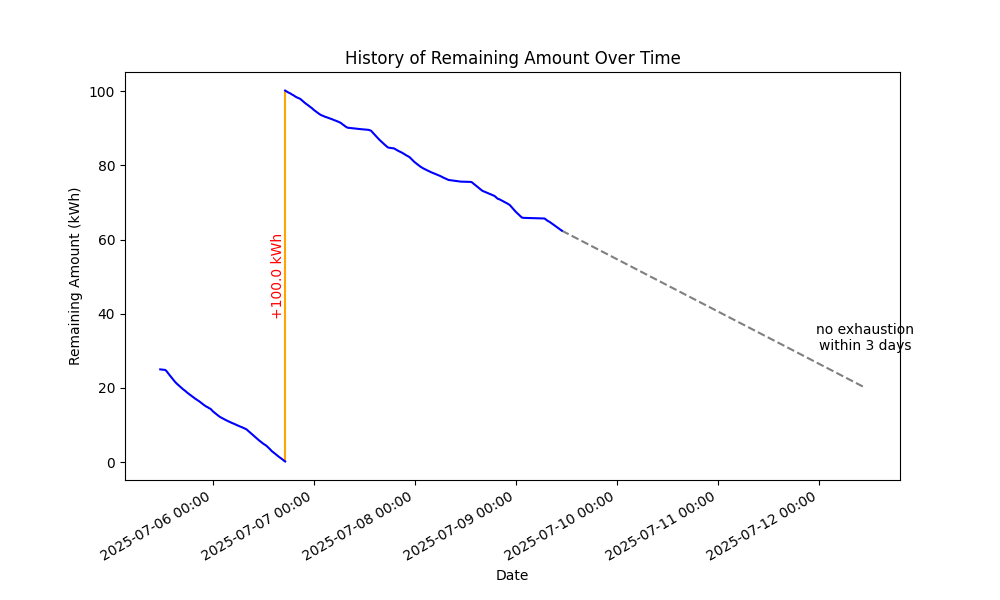 History of Remaining Amount Over Time
Remaining Amount (kWh)
100
80
60
40
20
0
+100.0 kWh
no exhaustion
within 3 days
2025-07-06 00:00
2025-07-07 00:00
2025-07-08 00:00
2025-07-09 00:00
2025-07-10 00:00
2025-07-11 00:00
2025-07-12 00:00
Date